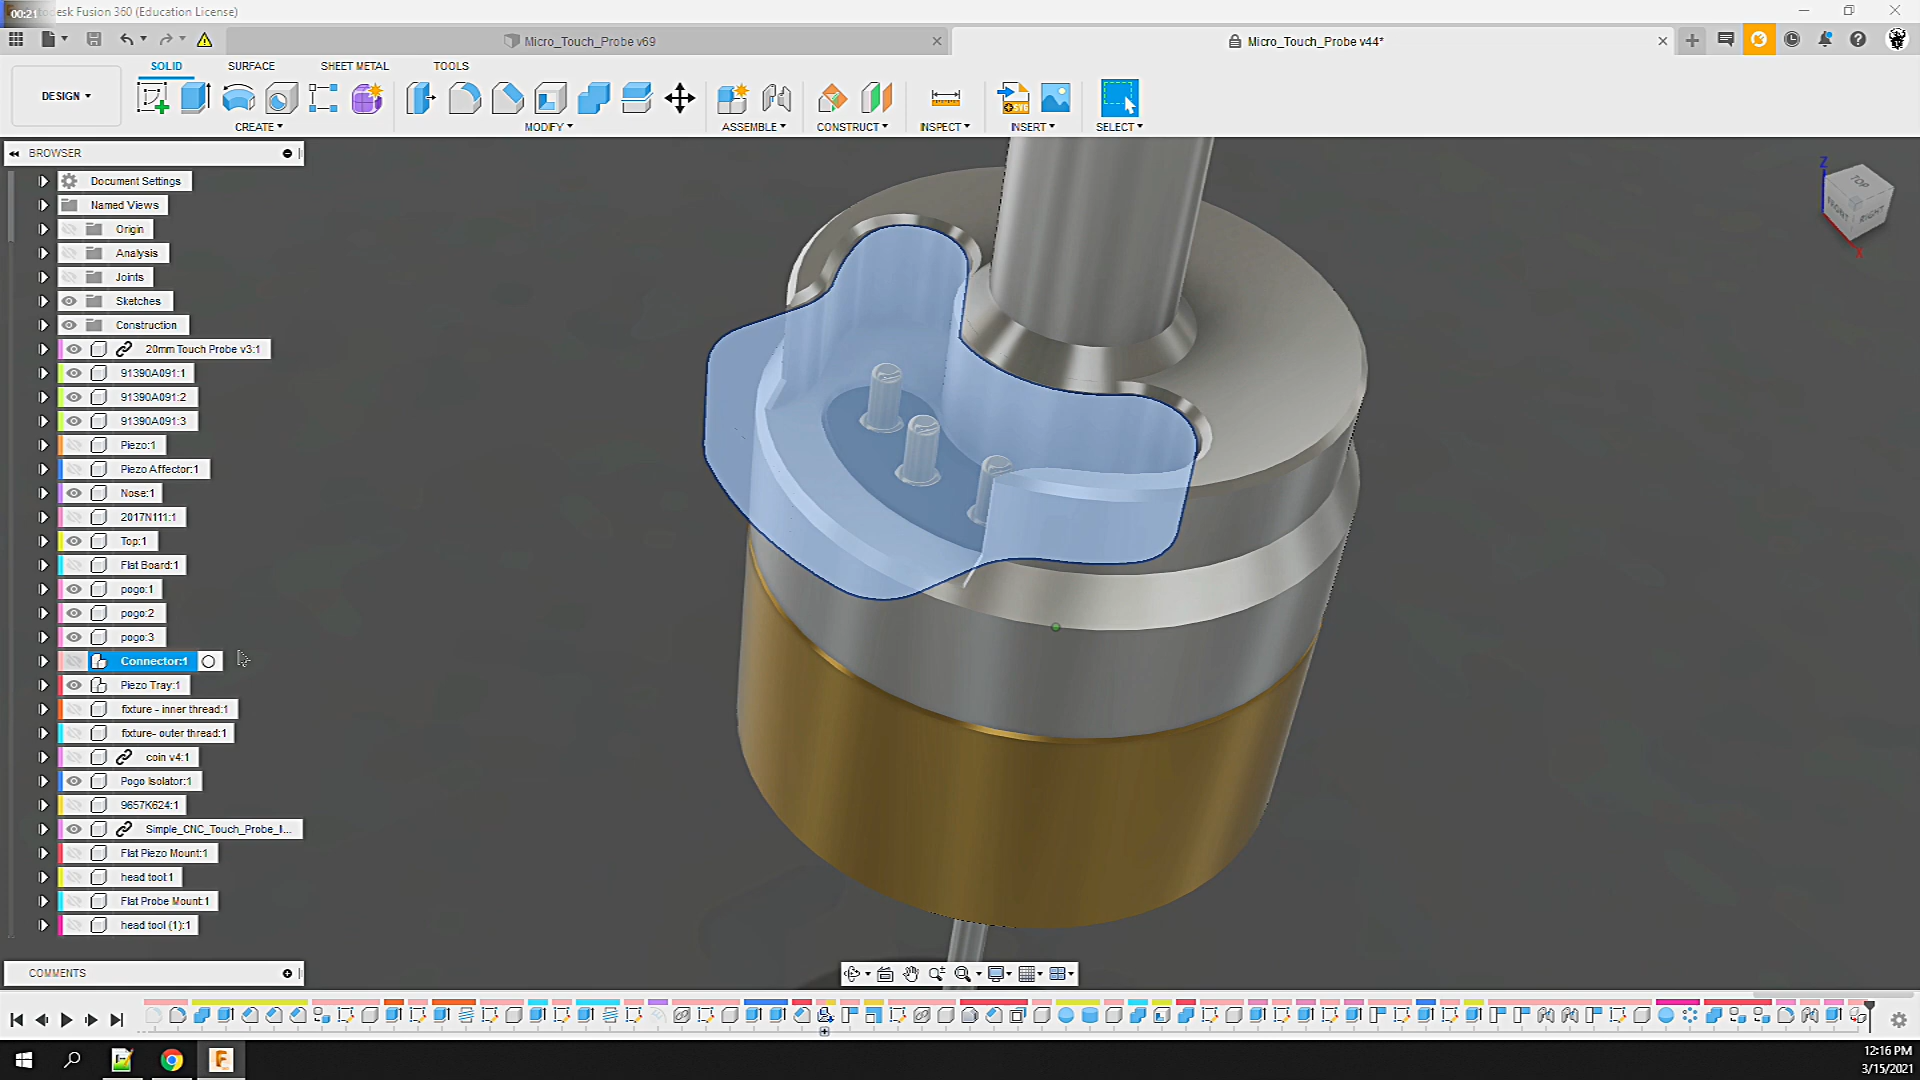 00:21 desk Fusion 360 (Education License)
Micro_Touch_Probe v69
Micro_Touch_Probe v44*
DESIGN
SOLID
SURFACE
SHEET METAL
TOOLS
CREATE
MODIFY
ASSEMBLE
CONSTRUCT
INSPECT
INSERT
SELECT
BROWSER
Document Settings
Named Views
Origin
Analysis
Joints
Sketches
Construction
20mm Touch Probe v3:1
91390A091:1
91390A091:2
91390A091:3
Piezo:1
Piezo Affector:1
Nose:1
2017N111:1
Top:1
Flat Board:1
pogo:1
pogo:2
pogo:3
Connector:1
Piezo Tray:1
fixture - inner thread:1
fixture- outer thread:1
coin v4:1
Pogo Isolator:1
9657K624:1
Simple_CNC_Touch_Probe_I...
Flat Piezo Mount:1
head tool:1
Flat Probe Mount:1
head tool (1):1
Z
TOP
FRONT
RIGHT
X
COMMENTS
12:16 PM
3/15/2021